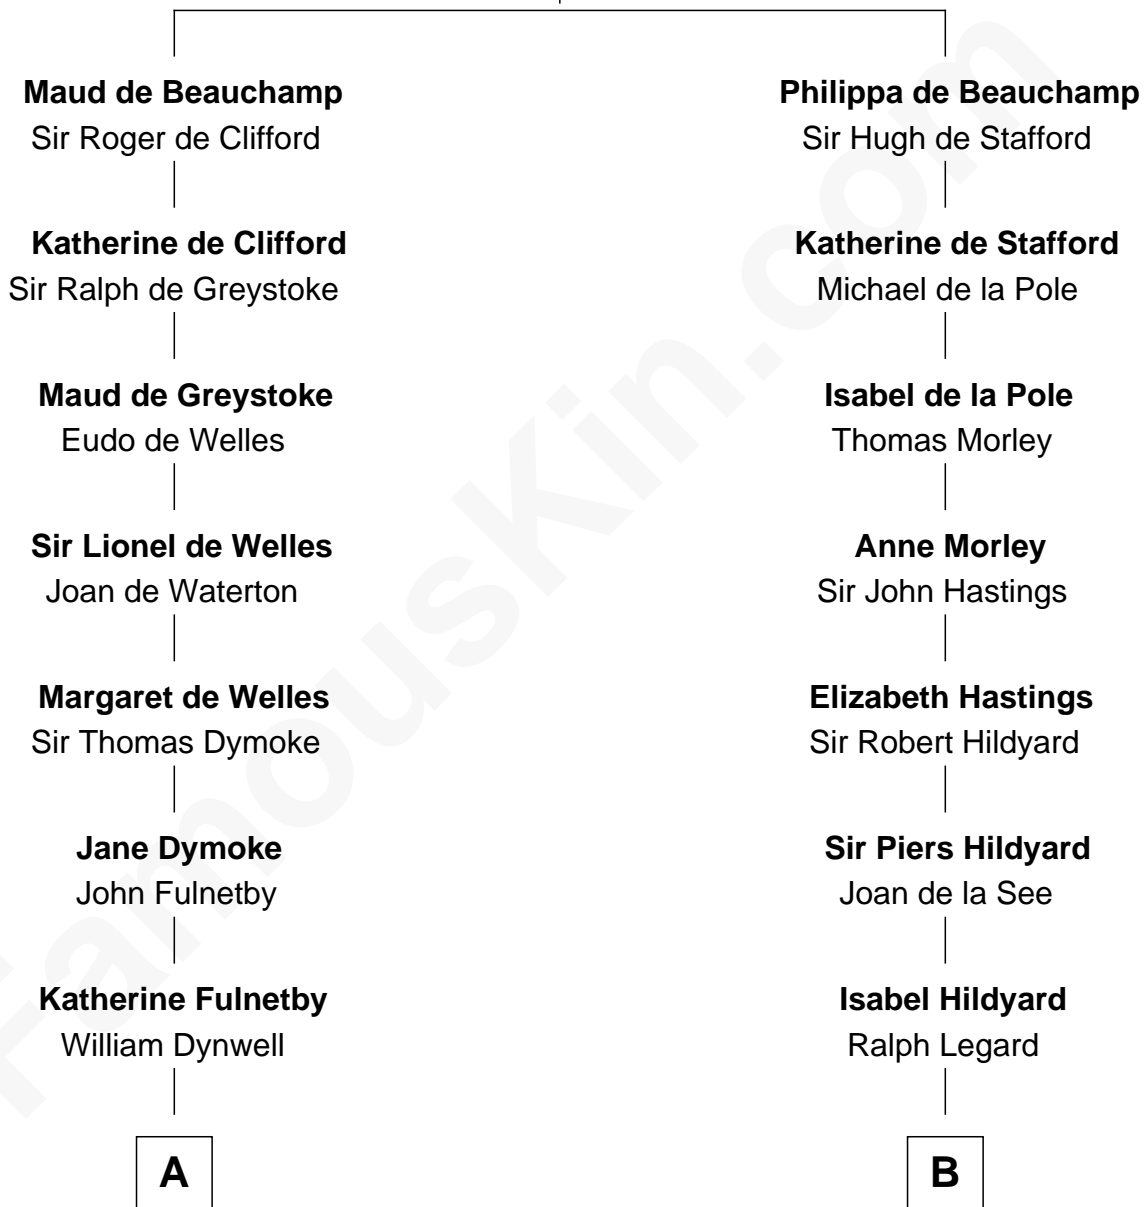 Maud de Beauchamp
Sir Roger de Clifford
Katherine de Clifford
Sir Ralph de Greystoke
Maud de Greystoke
Eudo de Welles
Sir Lionel de Welles
Joan de Waterton
Margaret de Welles
Sir Thomas Dymoke
Jane Dymoke
John Fulnetby
Katherine Fulnetby
William Dynwell
A
Philippa de Beauchamp
Sir Hugh de Stafford
Katherine de Stafford
Michael de la Pole
Isabel de la Pole
Thomas Morley
Anne Morley
Sir John Hastings
Elizabeth Hastings
Sir Robert Hildyard
Sir Piers Hildyard
Joan de la See
Isabel Hildyard
Ralph Legard
B
FamousKin.com